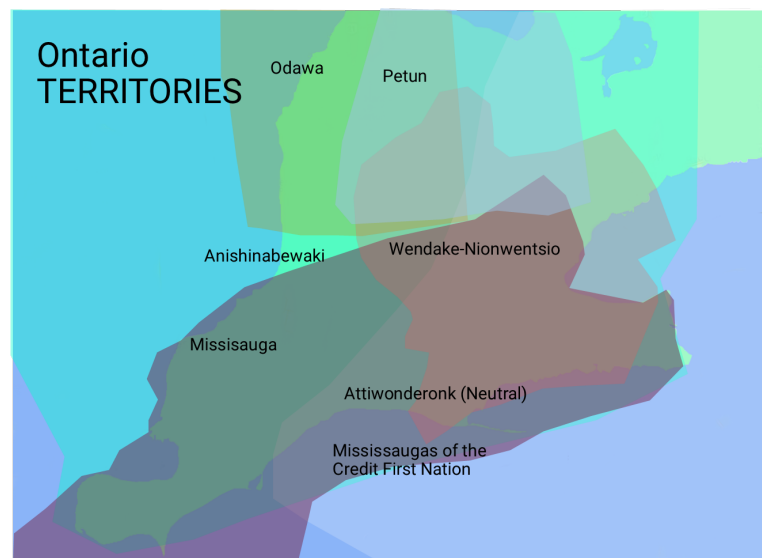 Ontario
TERRITORIES
Odawa
Petun
Anishinabewaki
Wendake-Nionwentsio
Missisauga
Attiwonderonk (Neutral)
Mississaugas of the
Credit First Nation